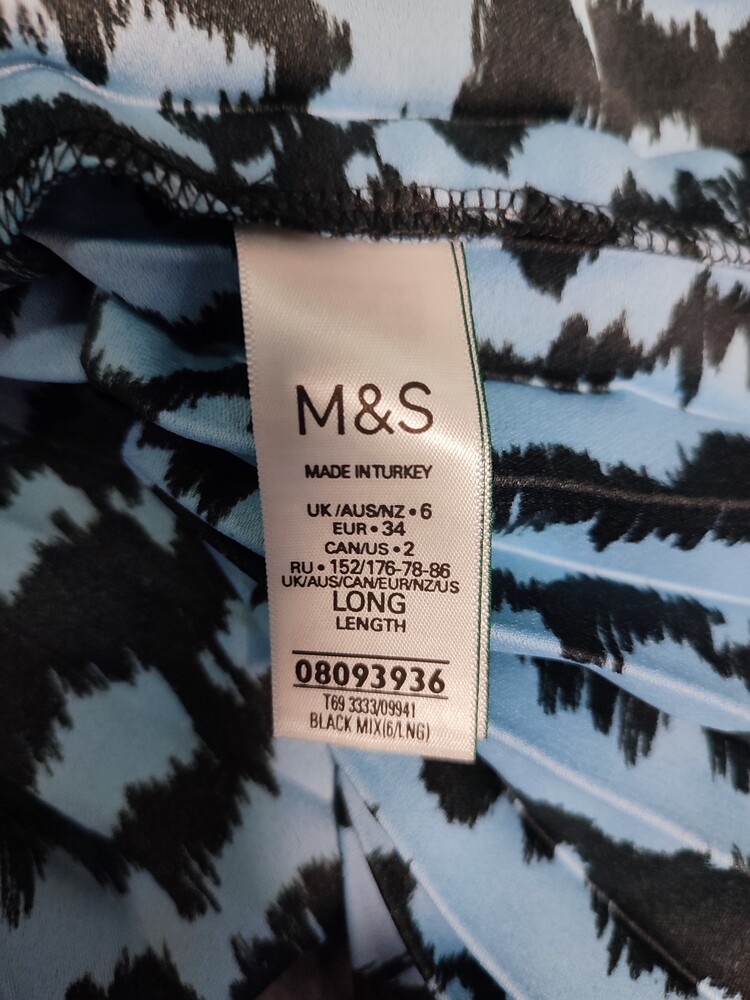 M&S
MADE IN TURKEY
UK/AUS/NZ • 6
EUR • 34
CAN/US • 2
RU • 152/176-78-86
UK/AUS/CAN/EUR/NZ/US
LONG
LENGTH
08093936
T69 3333/09941
BLACK MIX(6/LNG)